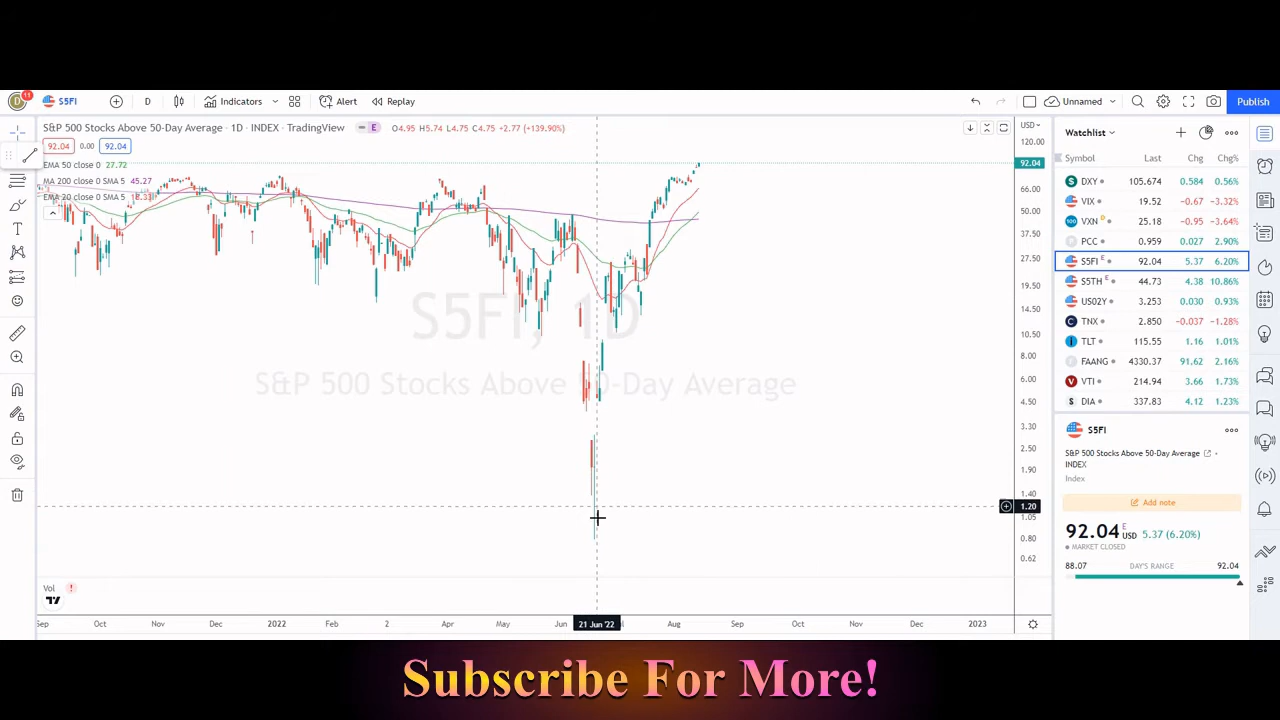 11
S5FI
D
Indicators
Alert
Replay
Unnamed
Publish
S&P 500 Stocks Above 50-Day Average · 1D · INDEX · TradingView
E
O4.95 H5.74 L4.75 C4.75 +2.77 (+139.90%)
92.04 0.00 92.04
EMA 50 close 0 27.72
MA 200 close 0 SMA 5 45.27
EMA 20 close 0 SMA 5
S5FI, 1D
S&P 500 Stocks Above 50-Day Average
USD
120.00
92.04
66.00
50.00
37.50
27.50
19.50
14.50
10.50
8.00
6.00
4.50
3.30
2.50
1.90
1.40
1.20
1.05
0.80
0.62
Vol !
Sep Oct Nov Dec 2022 Feb 2 Apr May Jun 21 Jun '22 Aug Sep Oct Nov Dec 2023
Watchlist
Symbol Last Chg Chg%
DXY 105.674 0.584 0.56%
VIX 19.52 -0.67 -3.32%
VXN D 25.18 -0.95 -3.64%
PCC 0.959 0.027 2.90%
S5FI E 92.04 5.37 6.20%
S5TH E 44.73 4.38 10.86%
US02Y 3.253 0.030 0.93%
TNX 2.850 -0.037 -1.28%
TLT 115.55 1.16 1.01%
FAANG 4330.37 91.62 2.16%
VTI 214.94 3.66 1.73%
DIA 337.83 4.12 1.23%
S5FI
S&P 500 Stocks Above 50-Day Average
INDEX
Index
Add note
92.04 E USD 5.37 (6.20%)
MARKET CLOSED
88.07 DAY'S RANGE 92.04
Subscribe For More!